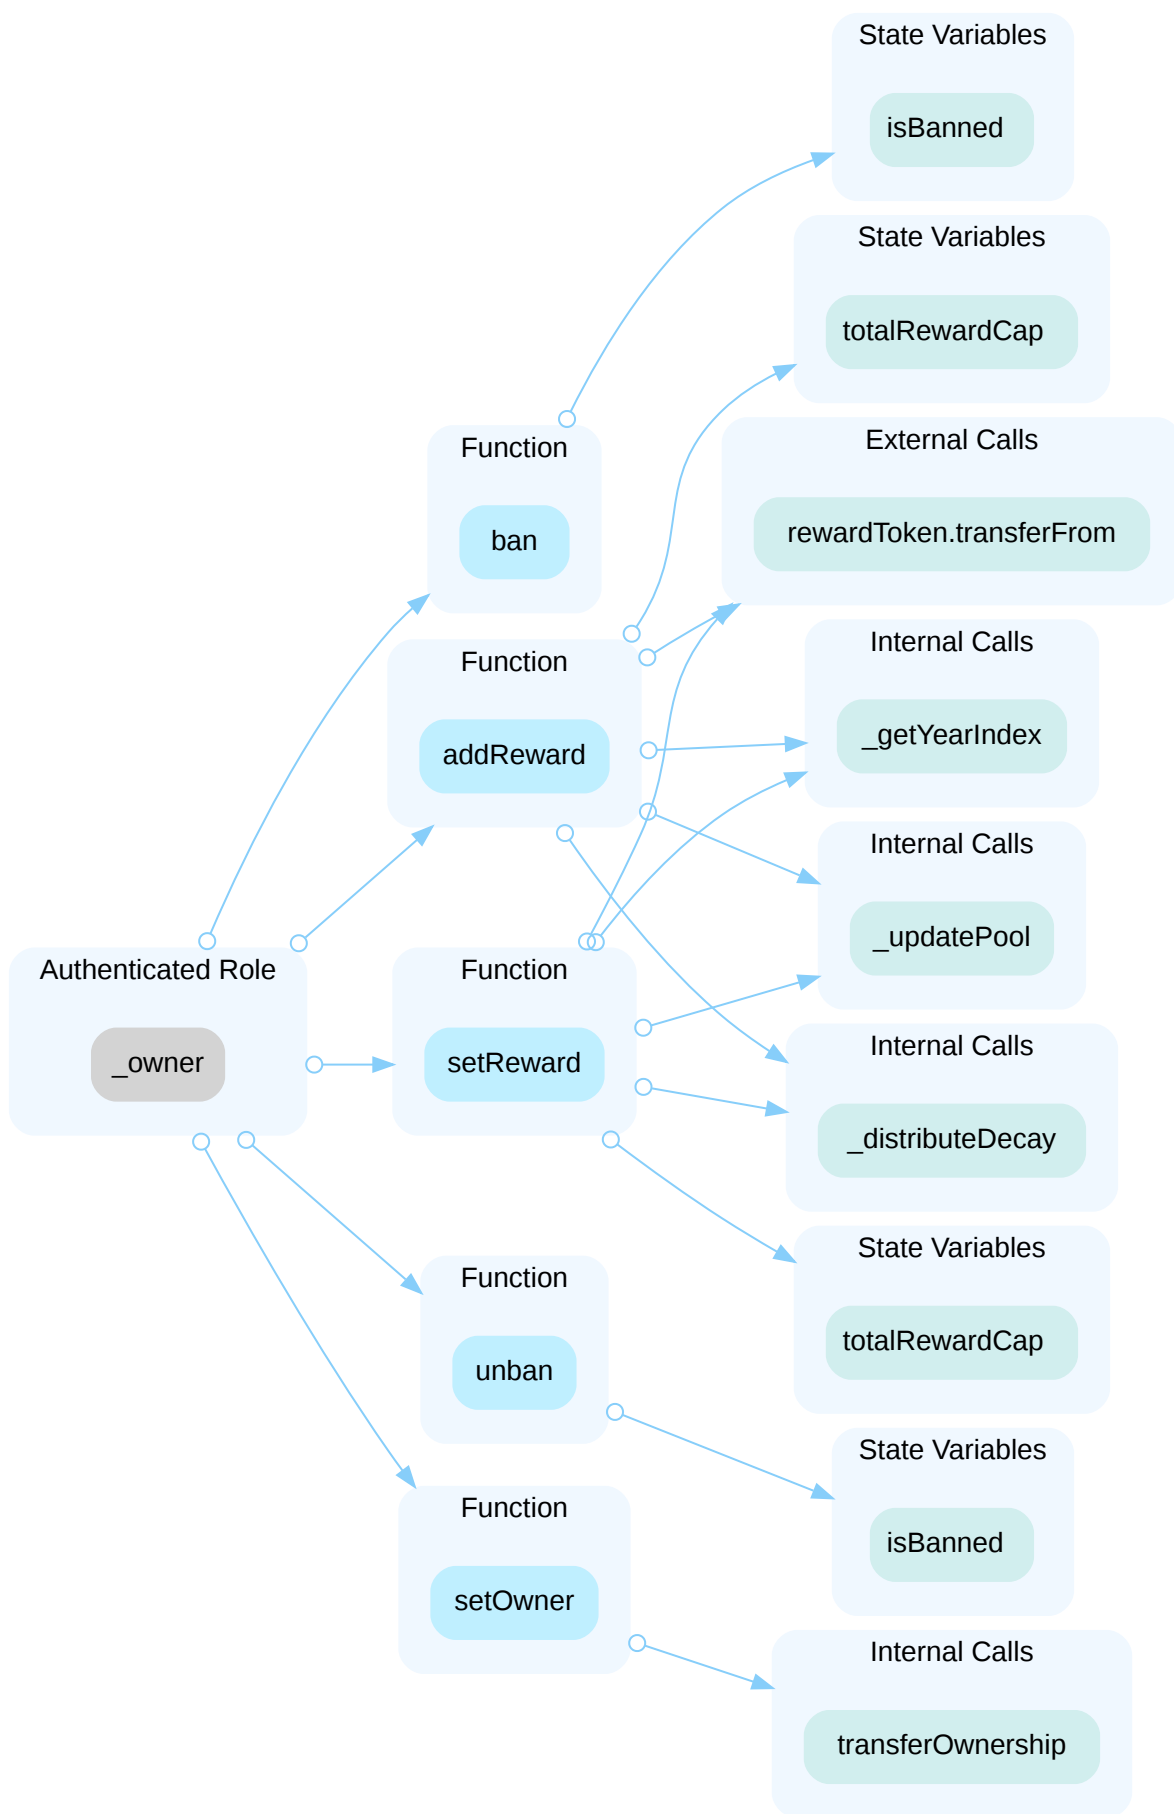 Authenticated Role
_owner
Function
ban
Function
addReward
Function
setReward
Function
unban
Function
setOwner
State Variables
isBanned
State Variables
totalRewardCap
External Calls
rewardToken.transferFrom
Internal Calls
_getYearIndex
Internal Calls
_updatePool
Internal Calls
_distributeDecay
State Variables
totalRewardCap
State Variables
isBanned
Internal Calls
transferOwnership